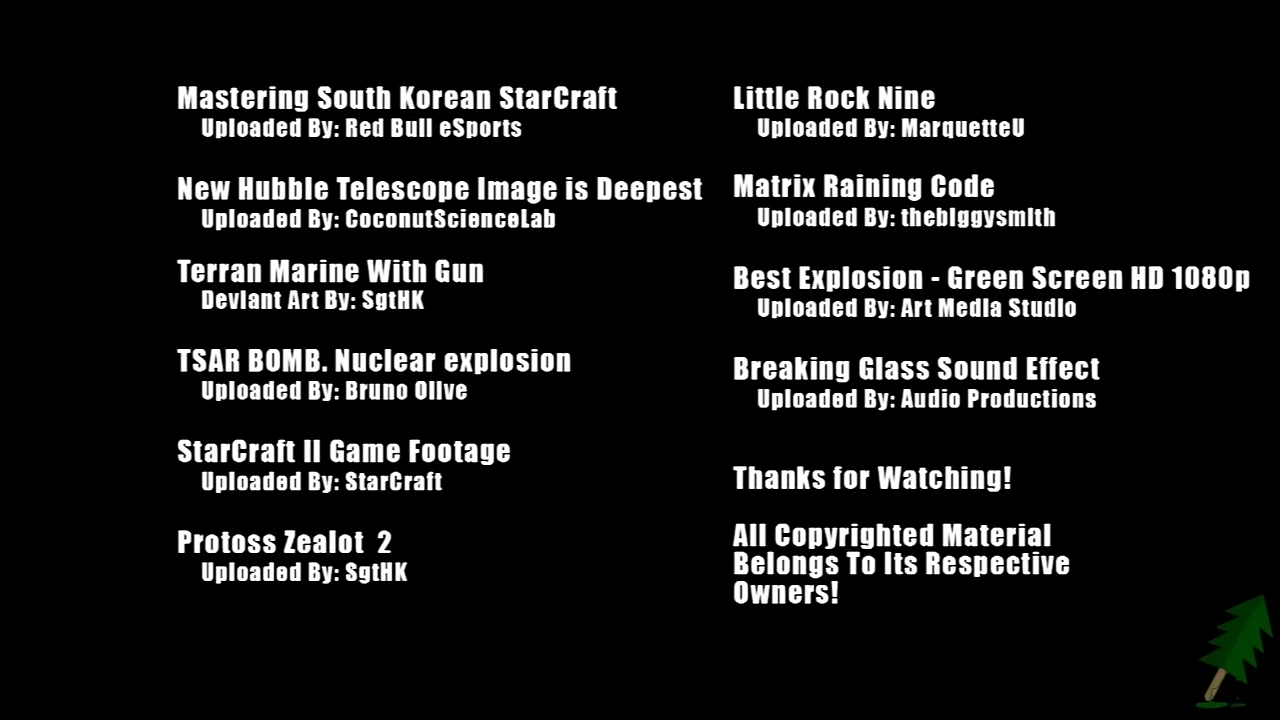 Mastering South Korean StarCraft
Uploaded By: Red Bull eSports
New Hubble Telescope Image is Deepest
Uploaded By: CoconutScienceLab
Terran Marine With Gun
Deviant Art By: SgtHK
TSAR BOMB. Nuclear explosion
Uploaded By: Bruno Olive
StarCraft II Game Footage
Uploaded By: StarCraft
Protoss Zealot 2
Uploaded By: SgtHK
Little Rock Nine
Uploaded By: MarquetteU
Matrix Raining Code
Uploaded By: thebiggysmith
Best Explosion - Green Screen HD 1080p
Uploaded By: Art Media Studio
Breaking Glass Sound Effect
Uploaded By: Audio Productions
Thanks for Watching!
All Copyrighted Material
Belongs To Its Respective
Owners!